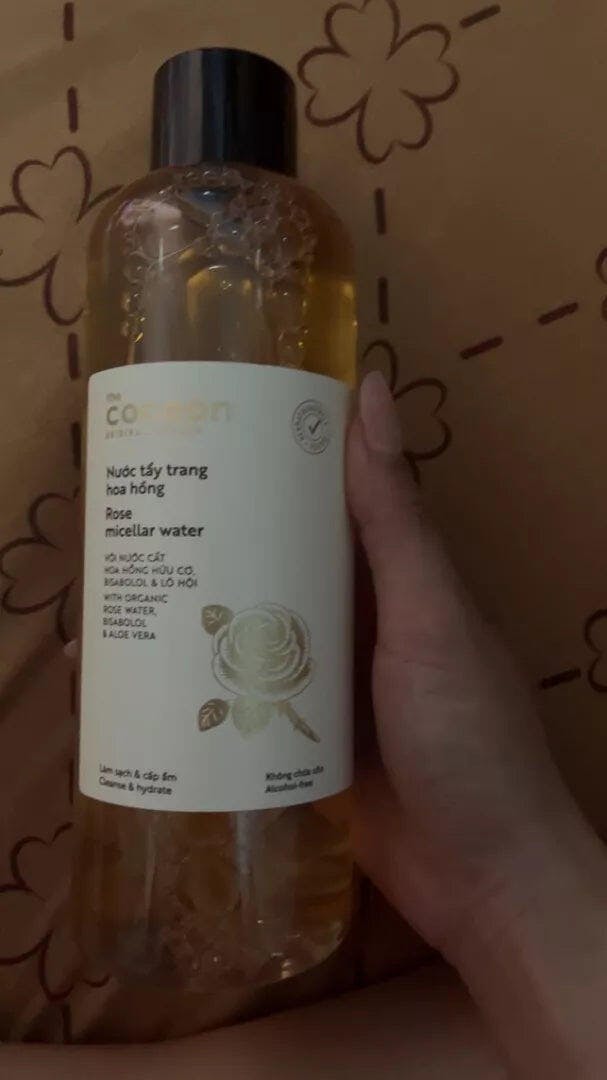 the
cocoon
Nước tẩy trang
hoa hồng
Rose
micellar water
VỚI NƯỚC CẤT
HOA HỒNG HỮU CƠ,
BISABOLOL & LÔ HỘI
WITH ORGANIC
ROSE WATER,
BISABOLOL
& ALOE VERA
Làm sạch & cấp ẩm
Cleanse & hydrate
Không chứa cồn
Alcohol-free